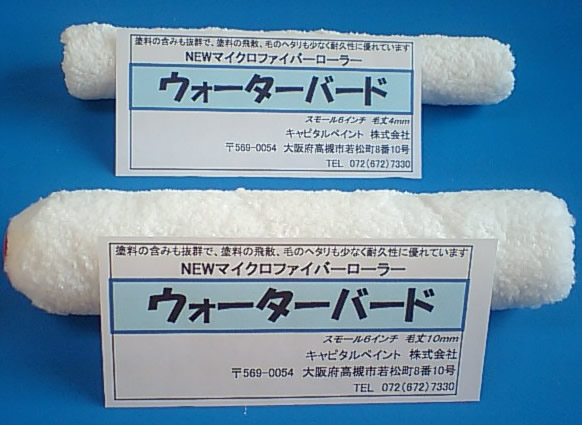 塗料の含みも抜群で、塗料の飛散、毛のヘタリも少なく耐久性に優れています
NEWマイクロファイバーローラー
ウォーターバード
スモール6インチ 毛丈4mm
キャピタルペイント 株式会社
〒569-0054 大阪府高槻市若松町8番10号
TEL 072(672)7330
塗料の含みも抜群で、塗料の飛散、毛のヘタリも少なく耐久性に優れています
NEWマイクロファイバーローラー
ウォーターバード
スモール6インチ 毛丈10mm
キャピタルペイント 株式会社
〒569-0054 大阪府高槻市若松町8番10号
TEL 072(672)7330